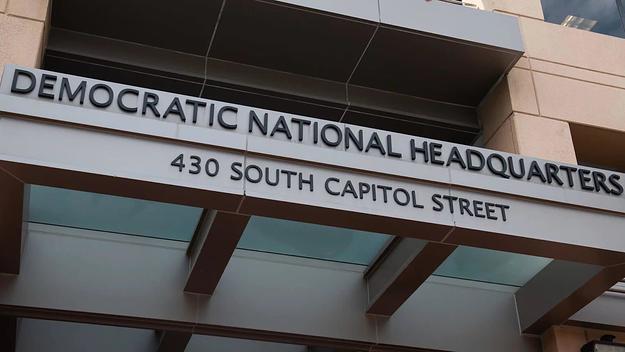 DEMOCRATIC NATIONAL HEADQUARTERS
430 SOUTH CAPITOL STREET